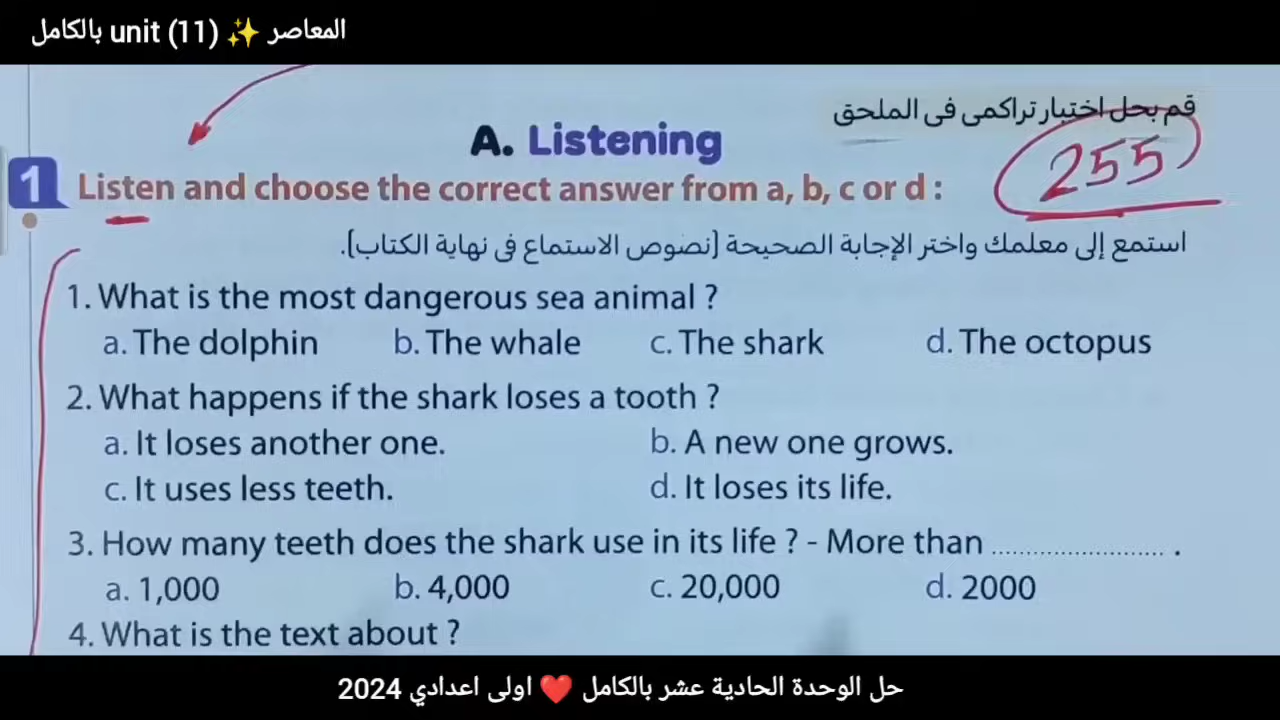 المعاصر ✨ unit (11) بالكامل
قم بحل اختبار تراكمى فى الملحق
255
A. Listening
1 Listen and choose the correct answer from a, b, c or d :
استمع إلى معلمك واختر الإجابة الصحيحة [نصوص الاستماع فى نهاية الكتاب].
1. What is the most dangerous sea animal ?
a. The dolphin b. The whale c. The shark d. The octopus
2. What happens if the shark loses a tooth ?
a. It loses another one. b. A new one grows.
c. It uses less teeth. d. It loses its life.
3. How many teeth does the shark use in its life ? - More than ........................ .
a. 1,000 b. 4,000 c. 20,000 d. 2000
4. What is the text about ?
حل الوحدة الحادية عشر بالكامل ❤️ اولى اعدادي 2024